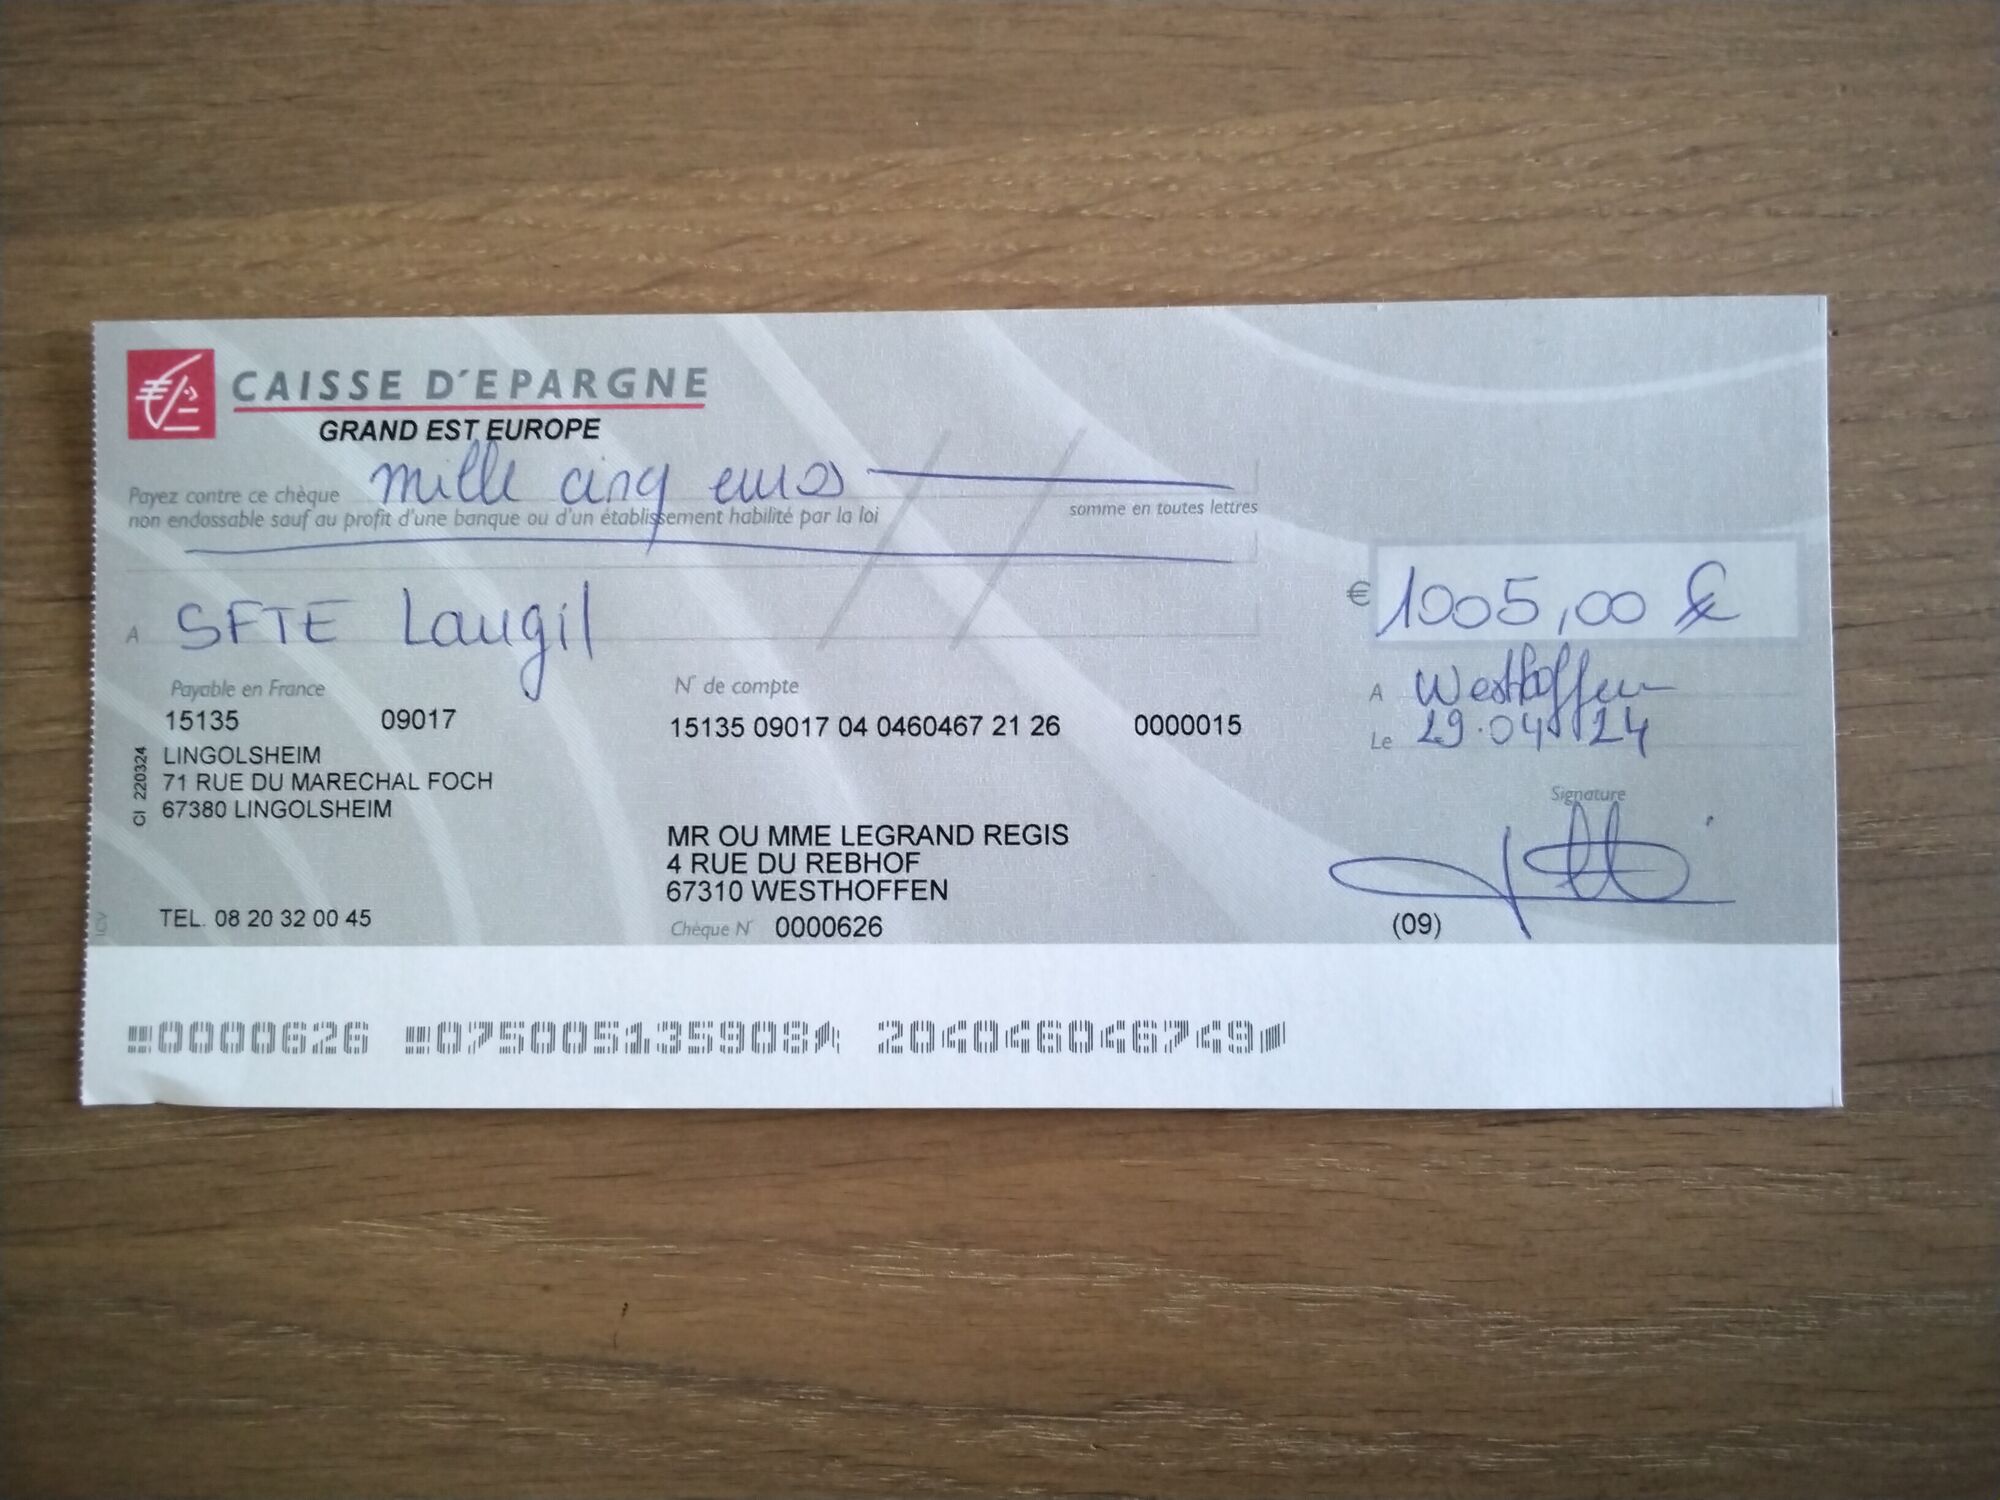 CAISSE D'EPARGNE
GRAND EST EUROPE
Payez contre ce chèque mille cinq euros
non endossable sauf au profit d'une banque ou d'un établissement habilité par la loi
somme en toutes lettres
€ 1005,00 €
A SFTE Laugil
A Westhoffen
Le 29.04.24
Payable en France
15135 09017
LINGOLSHEIM
71 RUE DU MARECHAL FOCH
67380 LINGOLSHEIM
TEL. 08 20 32 00 45
CI 220324
N° de compte
15135 09017 04 0460467 21 26 0000015
MR OU MME LEGRAND REGIS
4 RUE DU REBHOF
67310 WESTHOFFEN
Chèque N° 0000626
Signature
(09)
0000626 075005135908 204046046749